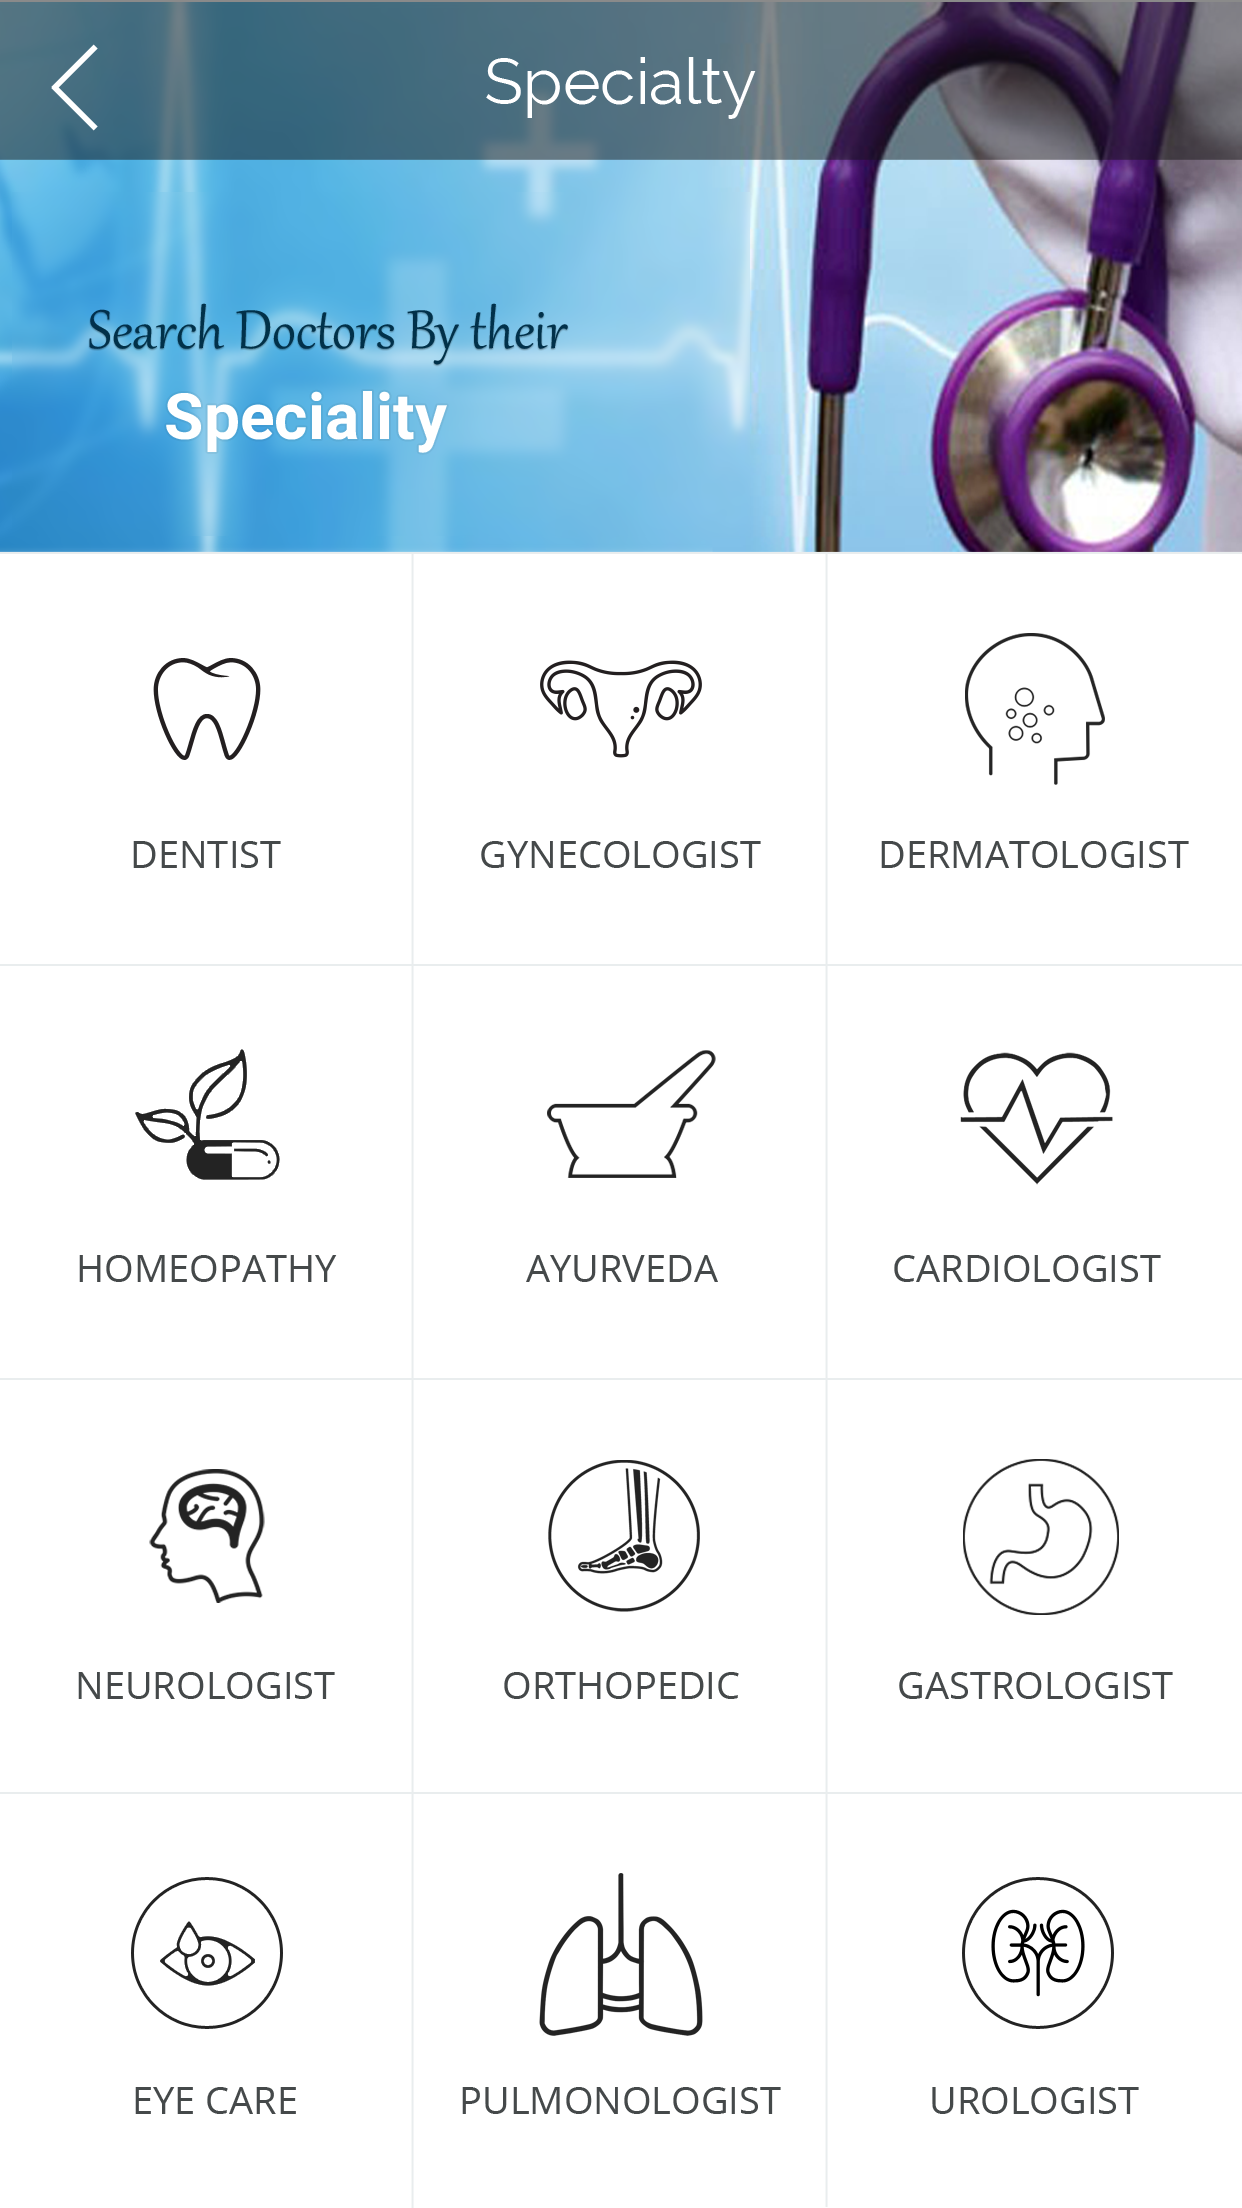 Specialty
Search Doctors By their
Speciality
DENTIST
GYNECOLOGIST
DERMATOLOGIST
HOMEOPATHY
AYURVEDA
CARDIOLOGIST
NEUROLOGIST
ORTHOPEDIC
GASTROLOGIST
EYE CARE
PULMONOLOGIST
UROLOGIST